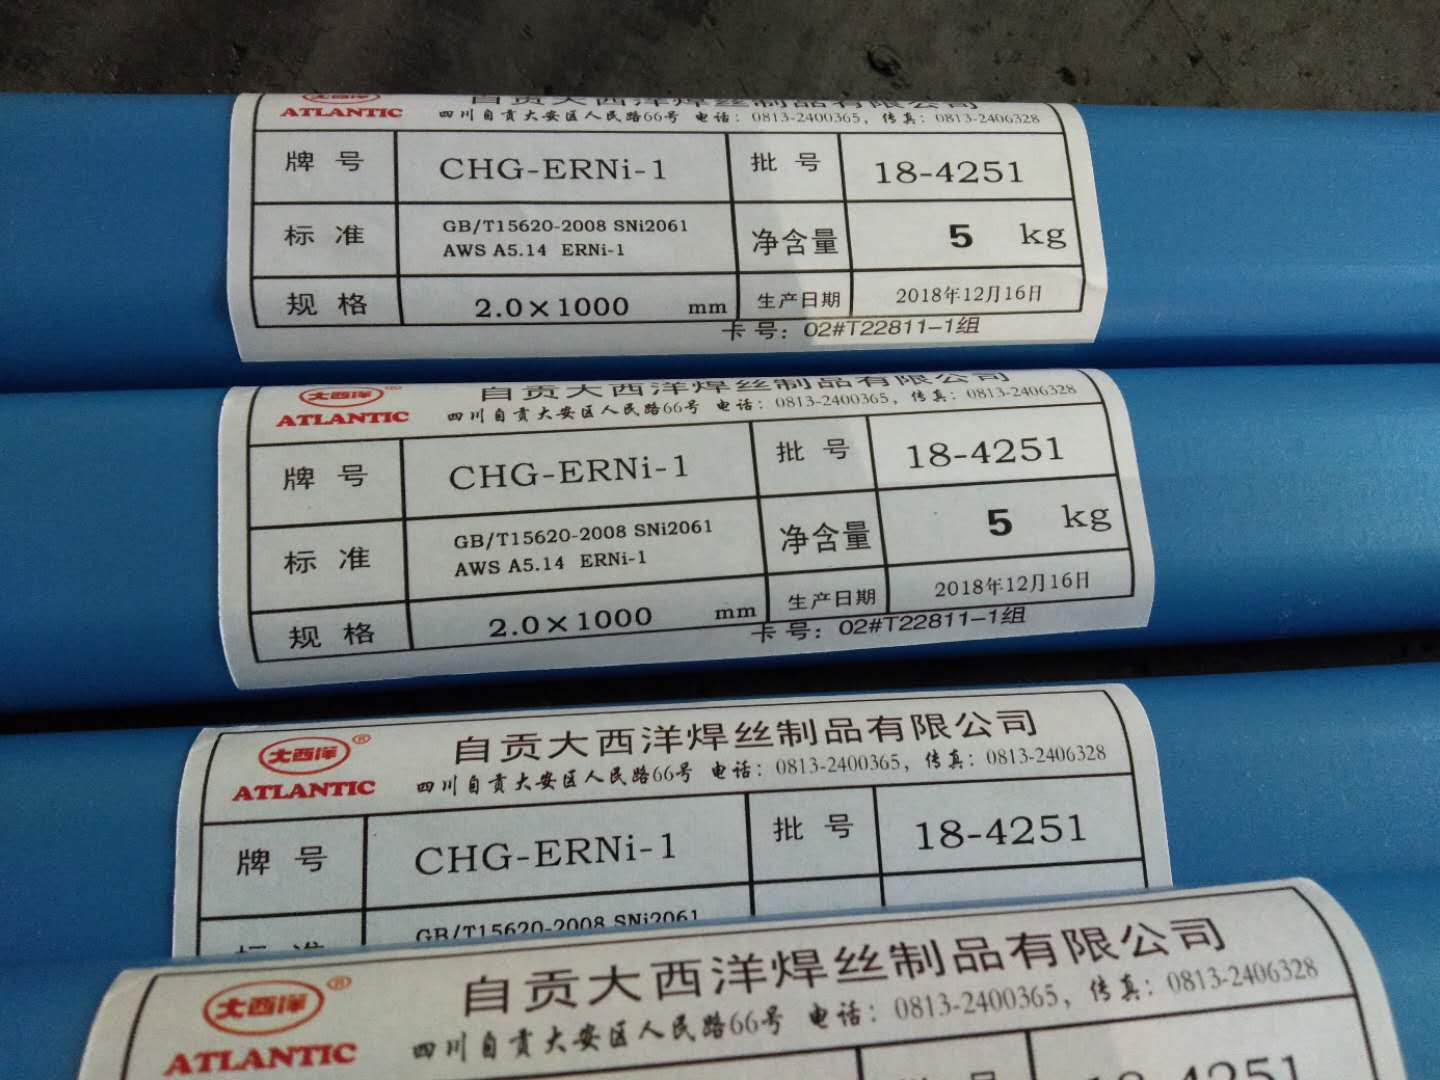 自贡大西洋焊丝制品有限公司
ATLANTIC
四川自贡大安区人民路66号 电话：0813-2400365，传真：0813-2406328
牌 号 CHG-ERNi-1 批 号 18-4251
标 准 GB/T15620-2008 SNi2061
AWS A5.14 ERNi-1
净含量 5 kg
规 格 2.0×1000 mm 生产日期 2018年12月16日
卡 号：02#T22811-1组
大西洋® 自贡大西洋焊丝制品有限公司
ATLANTIC 四川自贡大安区人民路66号 电话：0813-2400365，传真：0813-2406328
牌 号 CHG-ERNi-1 批 号 18-4251
标 准 GB/T15620-2008 SNi2061
AWS A5.14 ERNi-1
净含量 5 kg
规 格 2.0×1000 mm 生产日期 2018年12月16日
卡 号：02#T22811-1组
大西洋® 自贡大西洋焊丝制品有限公司
ATLANTIC 四川自贡大安区人民路66号 电话：0813-2400365，传真：0813-2406328
牌 号 CHG-ERNi-1 批 号 18-4251
GB/T15620-2008 SNi2061
大西洋® 自贡大西洋焊丝制品有限公司
ATLANTIC 四川自贡大安区人民路66号 电话：0813-2400365，传真：0813-2406328
18-4251